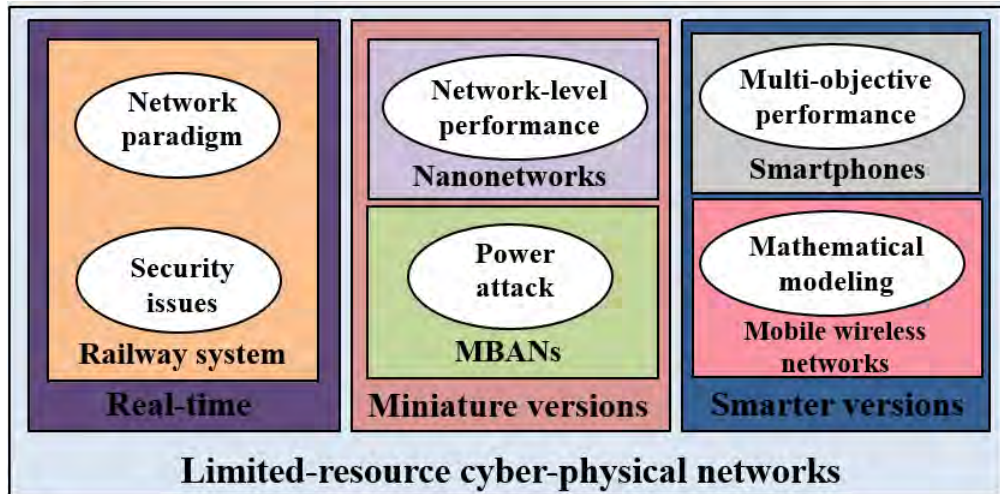 Network
paradigm
Security
issues
Railway system
Real-time
Network-level
performance
Nanonetworks
Power
attack
MBANs
Miniature versions
Multi-objective
performance
Smartphones
Mathematical
modeling
Mobile wireless
networks
Smarter versions
Limited-resource cyber-physical networks